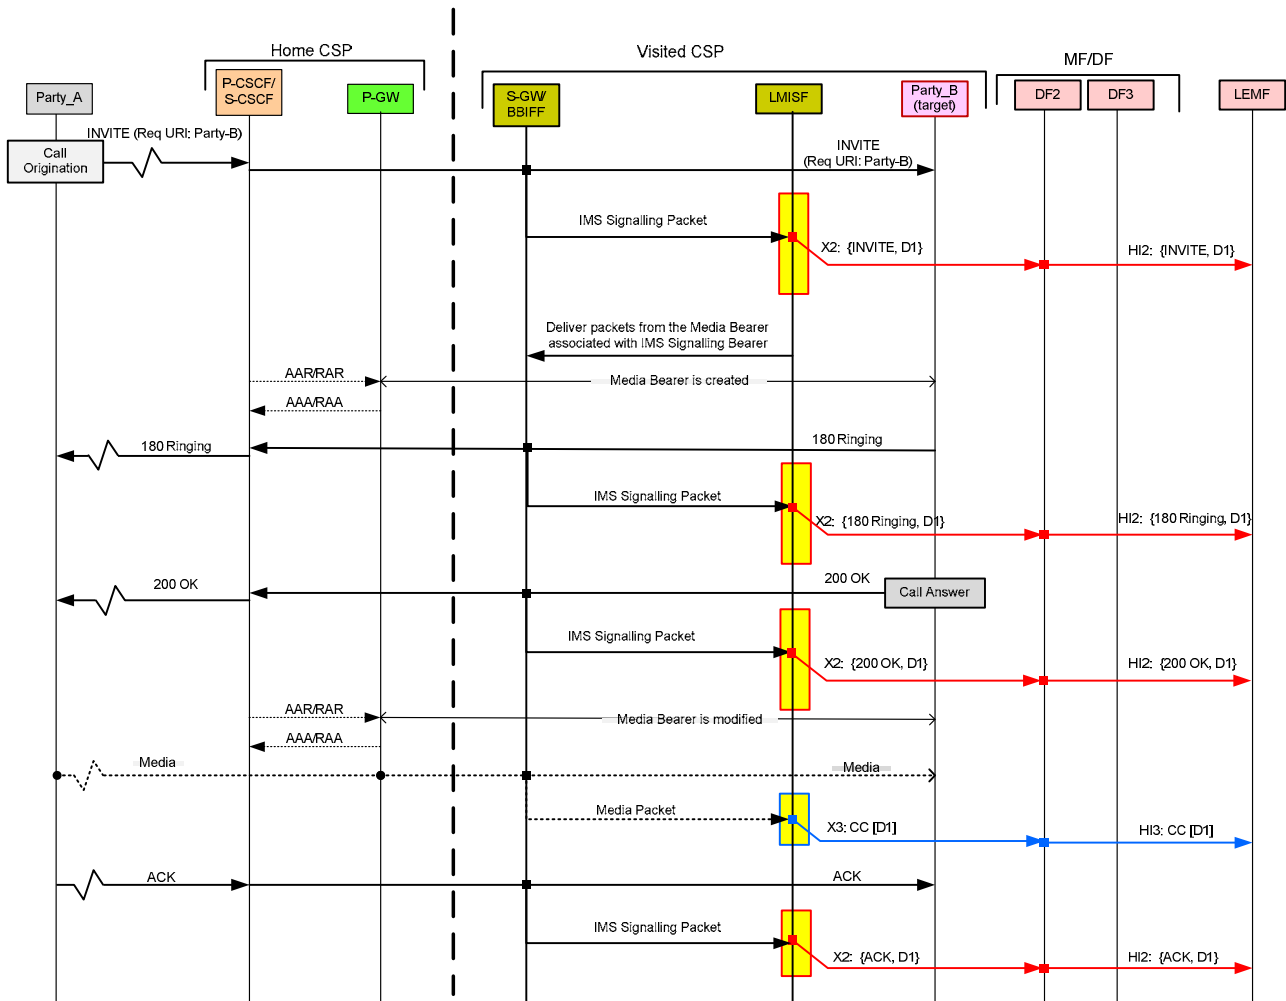 Home CSP
Visited CSP
MF/DF
Party_A
P-CSCF/
S-CSCF
P-GW
S-GW/
BBIFF
LMISF
Party_B
(target)
DF2
DF3
LEMF
INVITE (Req URI: Party-B)
Call
Origination
INVITE
(Req URI: Party-B)
IMS Signalling Packet
X2: {INVITE, D1}
HI2: {INVITE, D1}
Deliver packets from the Media Bearer
associated with IMS Signalling Bearer
AAR/RAR
Media Bearer is created
AAA/RAA
180 Ringing
180 Ringing
IMS Signalling Packet
X2: {180 Ringing, D1}
HI2: {180 Ringing, D1}
200 OK
200 OK
Call Answer
IMS Signalling Packet
X2: {200 OK, D1}
HI2: {200 OK, D1}
AAR/RAR
Media Bearer is modified
AAA/RAA
Media
Media
Media Packet
X3: CC [D1]
HI3: CC [D1]
ACK
ACK
IMS Signalling Packet
X2: {ACK, D1}
HI2: {ACK, D1}